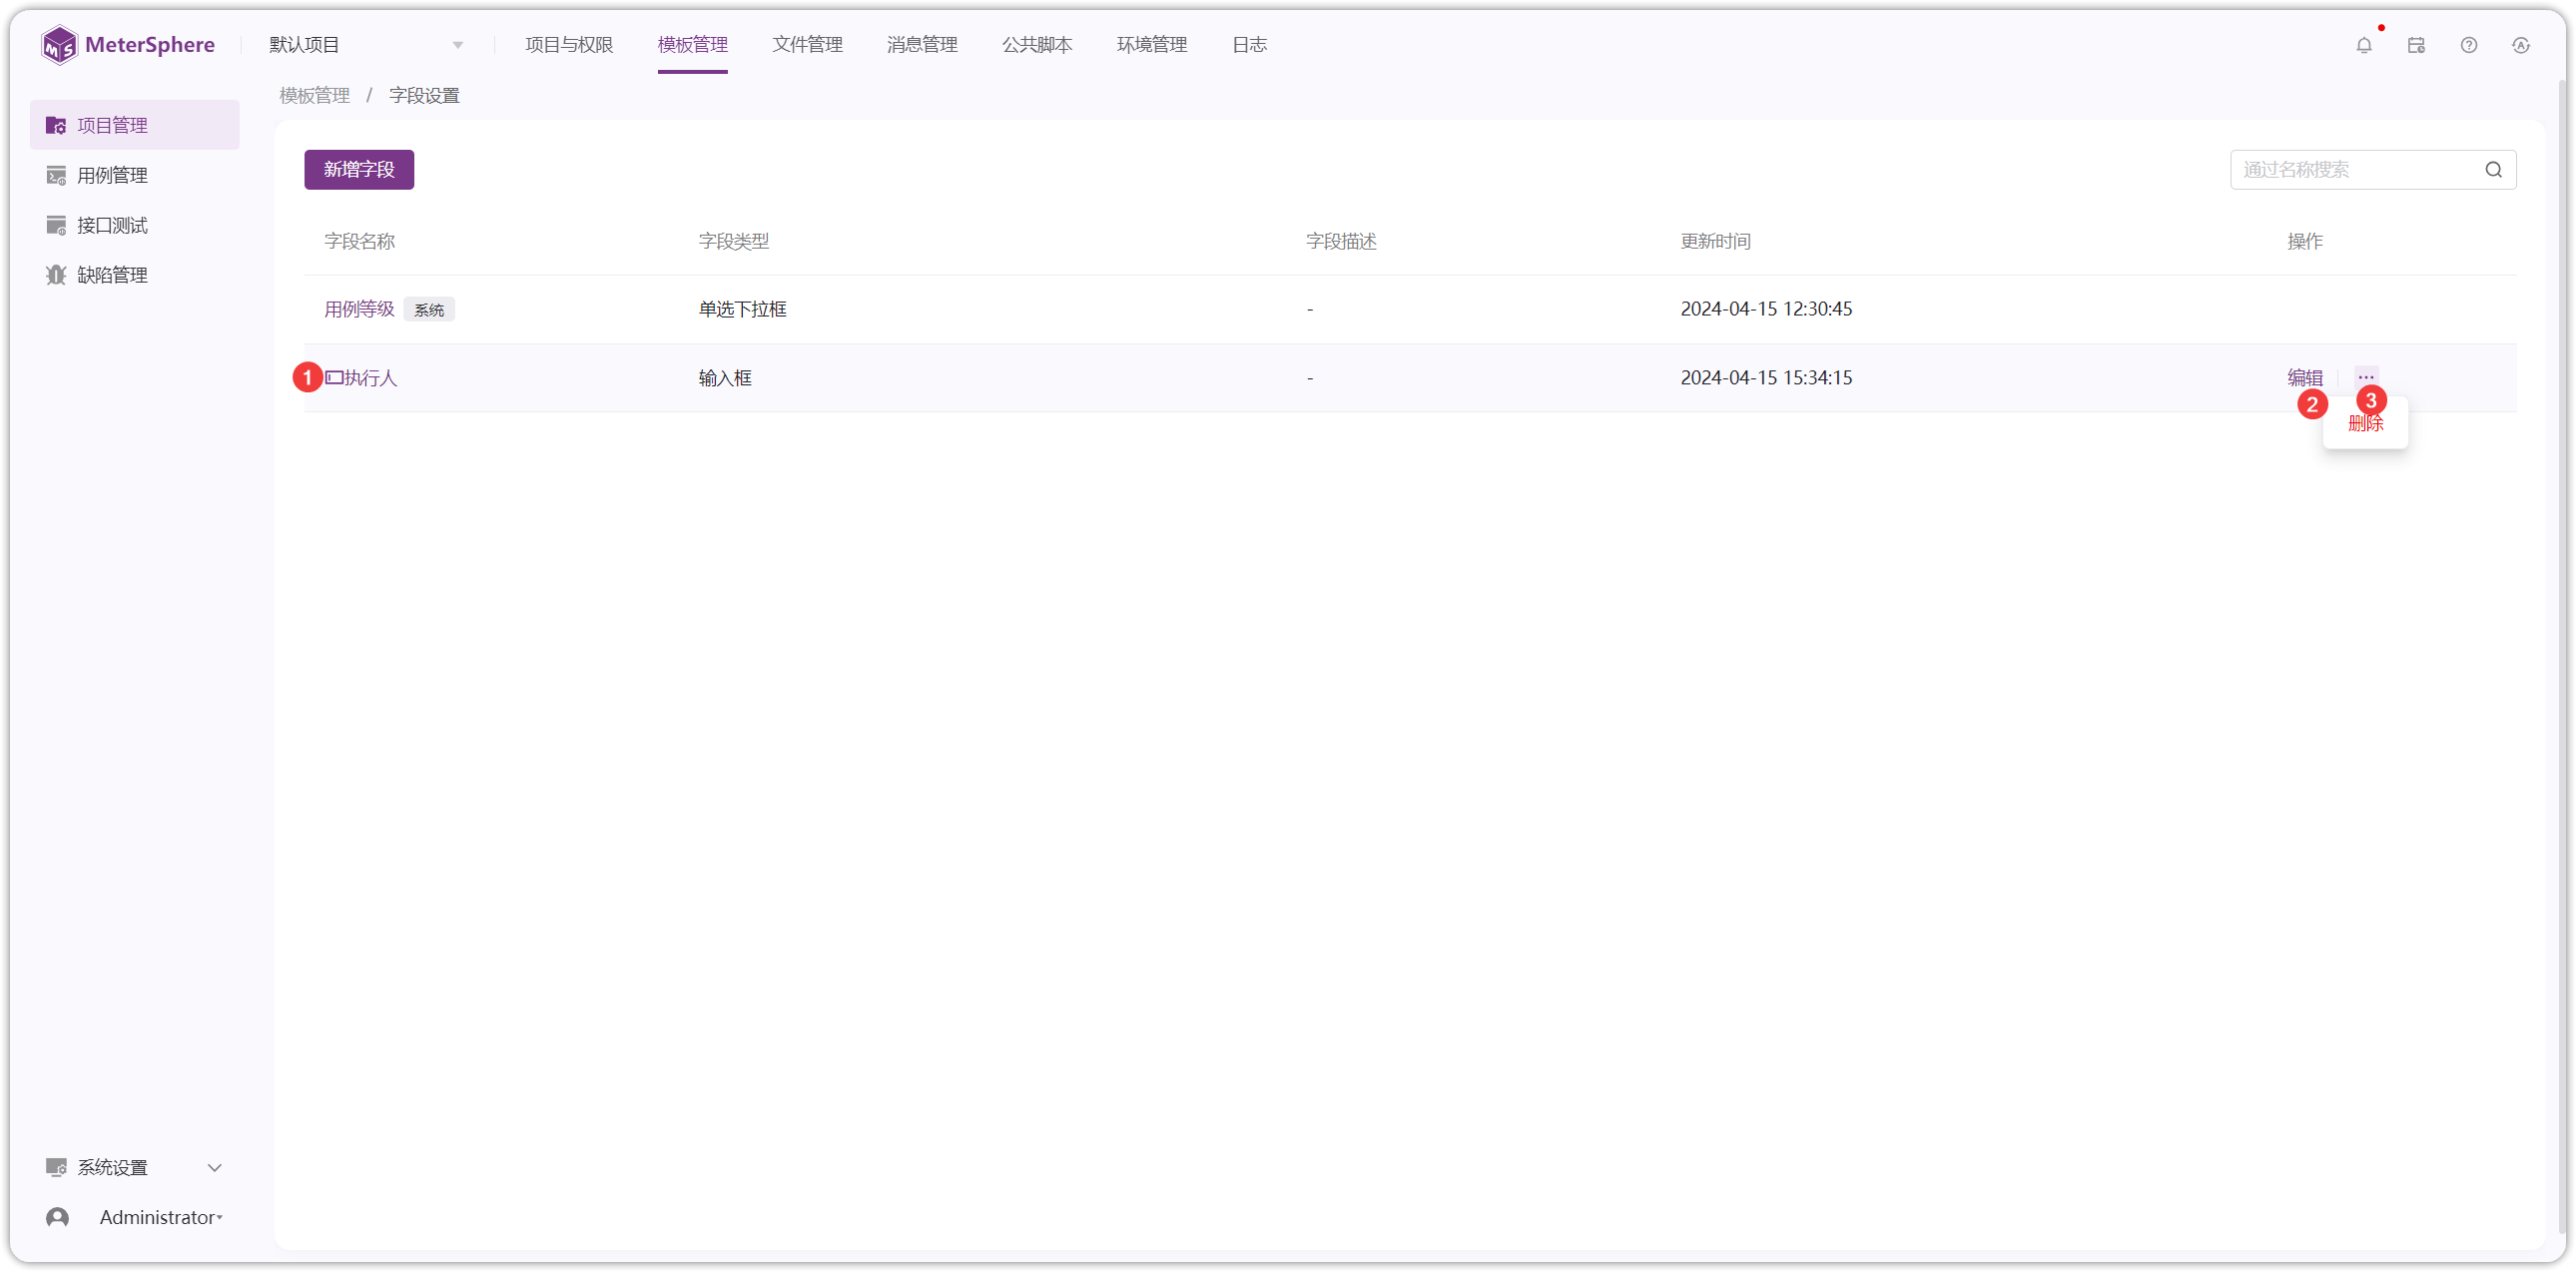 MeterSphere 默认项目 项目与权限 模板管理 文件管理 消息管理 公共脚本 环境管理 日志
模板管理 / 字段设置
项目管理
用例管理
接口测试
缺陷管理
新增字段 通过名称搜索
字段名称 字段类型 字段描述 更新时间 操作
用例等级 系统 单选下拉框 - 2024-04-15 12:30:45
1 执行人 输入框 - 2024-04-15 15:34:15 编辑 ...
2 3
删除
系统设置
Administrator